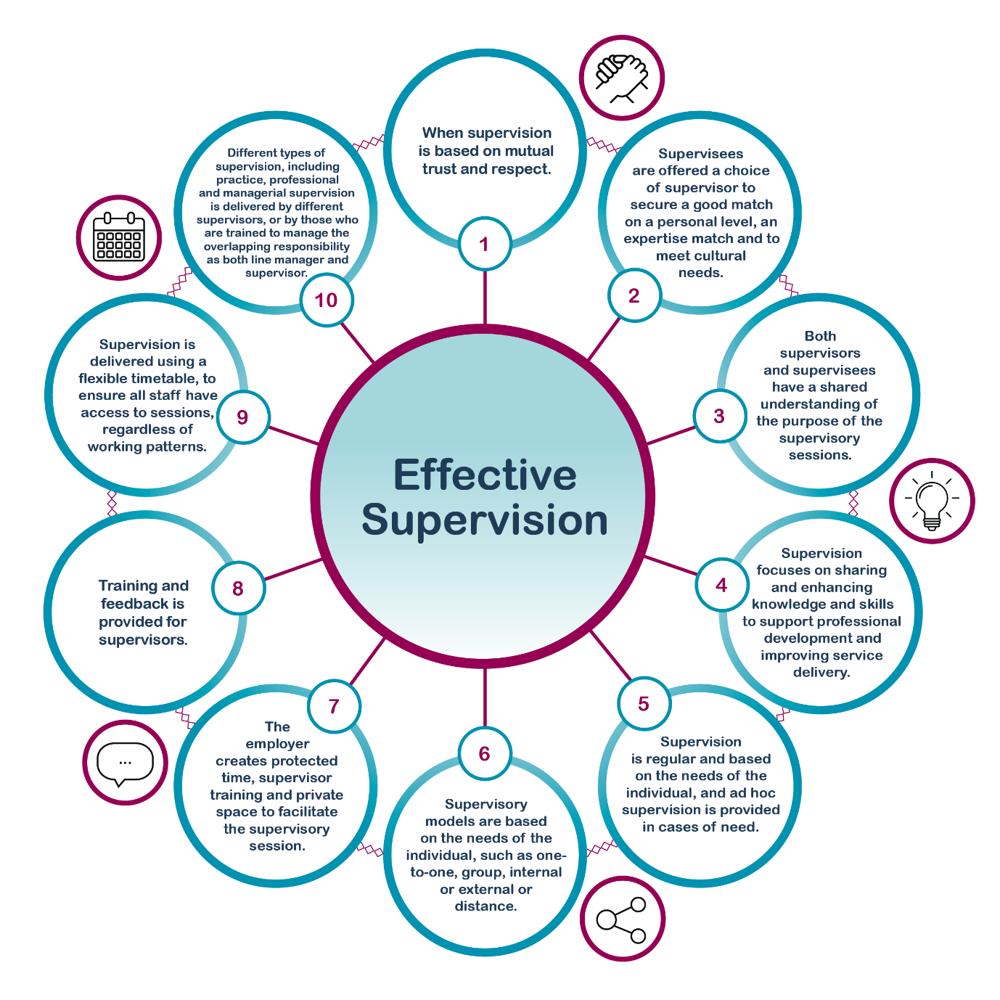 When supervision
is based on mutual
trust and respect.
1
Supervisees
are offered a choice
of supervisor to
secure a good match
on a personal level, an
expertise match and to
meet cultural
needs.
2
Both
supervisors
and supervisees
have a shared
understanding of
the purpose of the
supervisory
sessions.
3
Supervision
focuses on sharing
and enhancing
knowledge and skills
to support professional
development and
improving service
delivery.
4
Supervision
is regular and based
on the needs of the
individual, and ad hoc
supervision is provided
in cases of need.
5
Supervisory
models are based
on the needs of the
individual, such as one-
to-one, group, internal
or external or
distance.
6
The
employer
creates protected
time, supervisor
training and private
space to facilitate
the supervisory
session.
7
Training and
feedback is
provided for
supervisors.
8
Supervision is
delivered using a
flexible timetable, to
ensure all staff have
access to sessions,
regardless of
working patterns.
9
Different types of
supervision, including
practice, professional
and managerial supervision
is delivered by different
supervisors, or by those who
are trained to manage the
overlapping responsibility
as both line manager and
supervisor.
10
Effective
Supervision